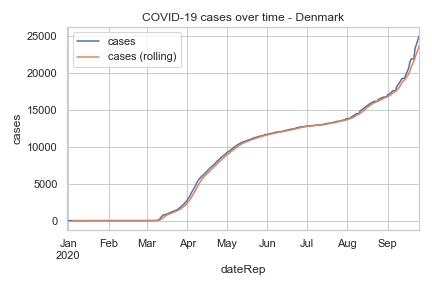 COVID-19 cases over time - Denmark
cases
cases (rolling)
25000
20000
15000
10000
5000
0
cases
Jan Feb Mar Apr May Jun Jul Aug Sep
2020
dateRep